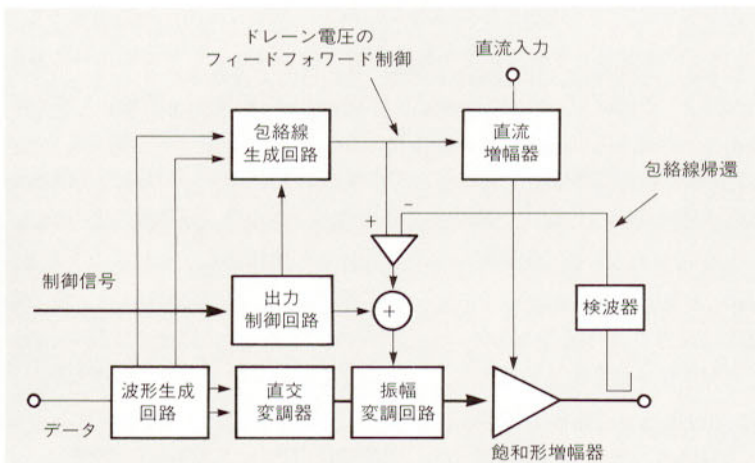 ドレーン電圧の
フィードフォワード制御
直流入力
包絡線
生成回路
直流
増幅器
包絡線帰還
+
−
制御信号
出力
制御回路
+
検波器
波形生成
回路
直交
変調器
振幅
変調回路
データ
飽和形増幅器